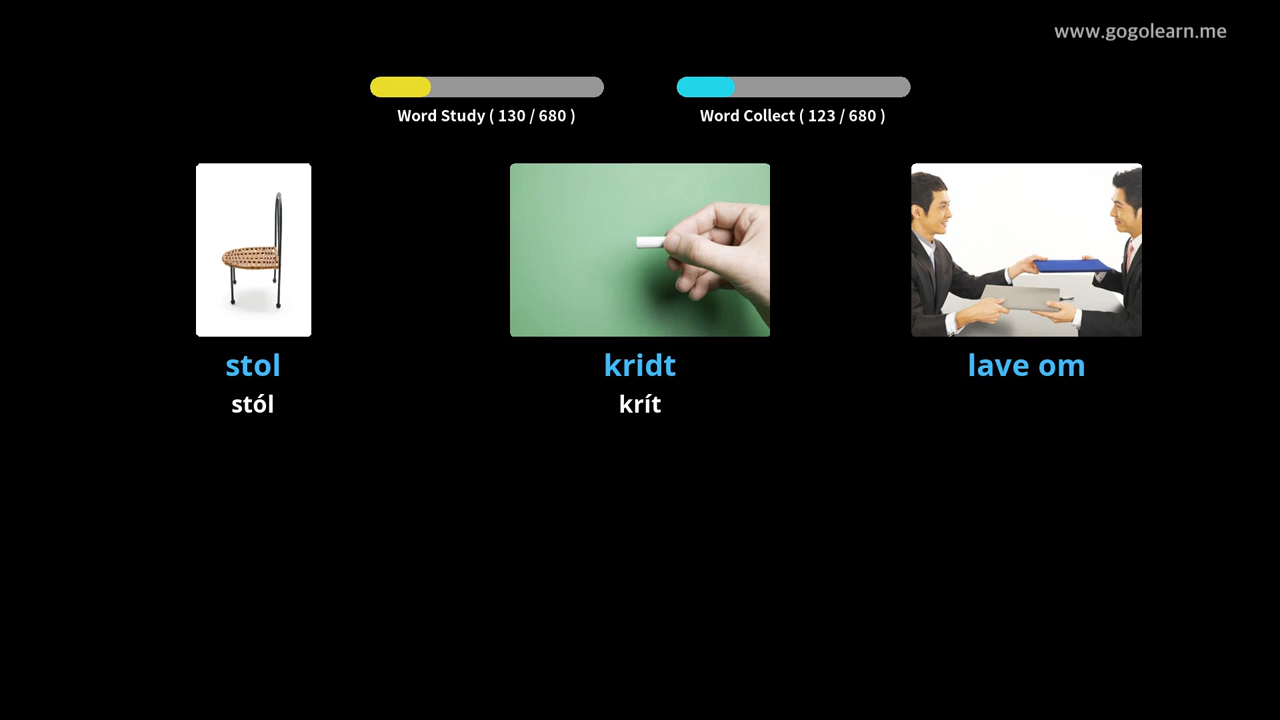 www.gogolearn.me
Word Study ( 130 / 680 )
Word Collect ( 123 / 680 )
stol
kridt
lave om
stól
krít